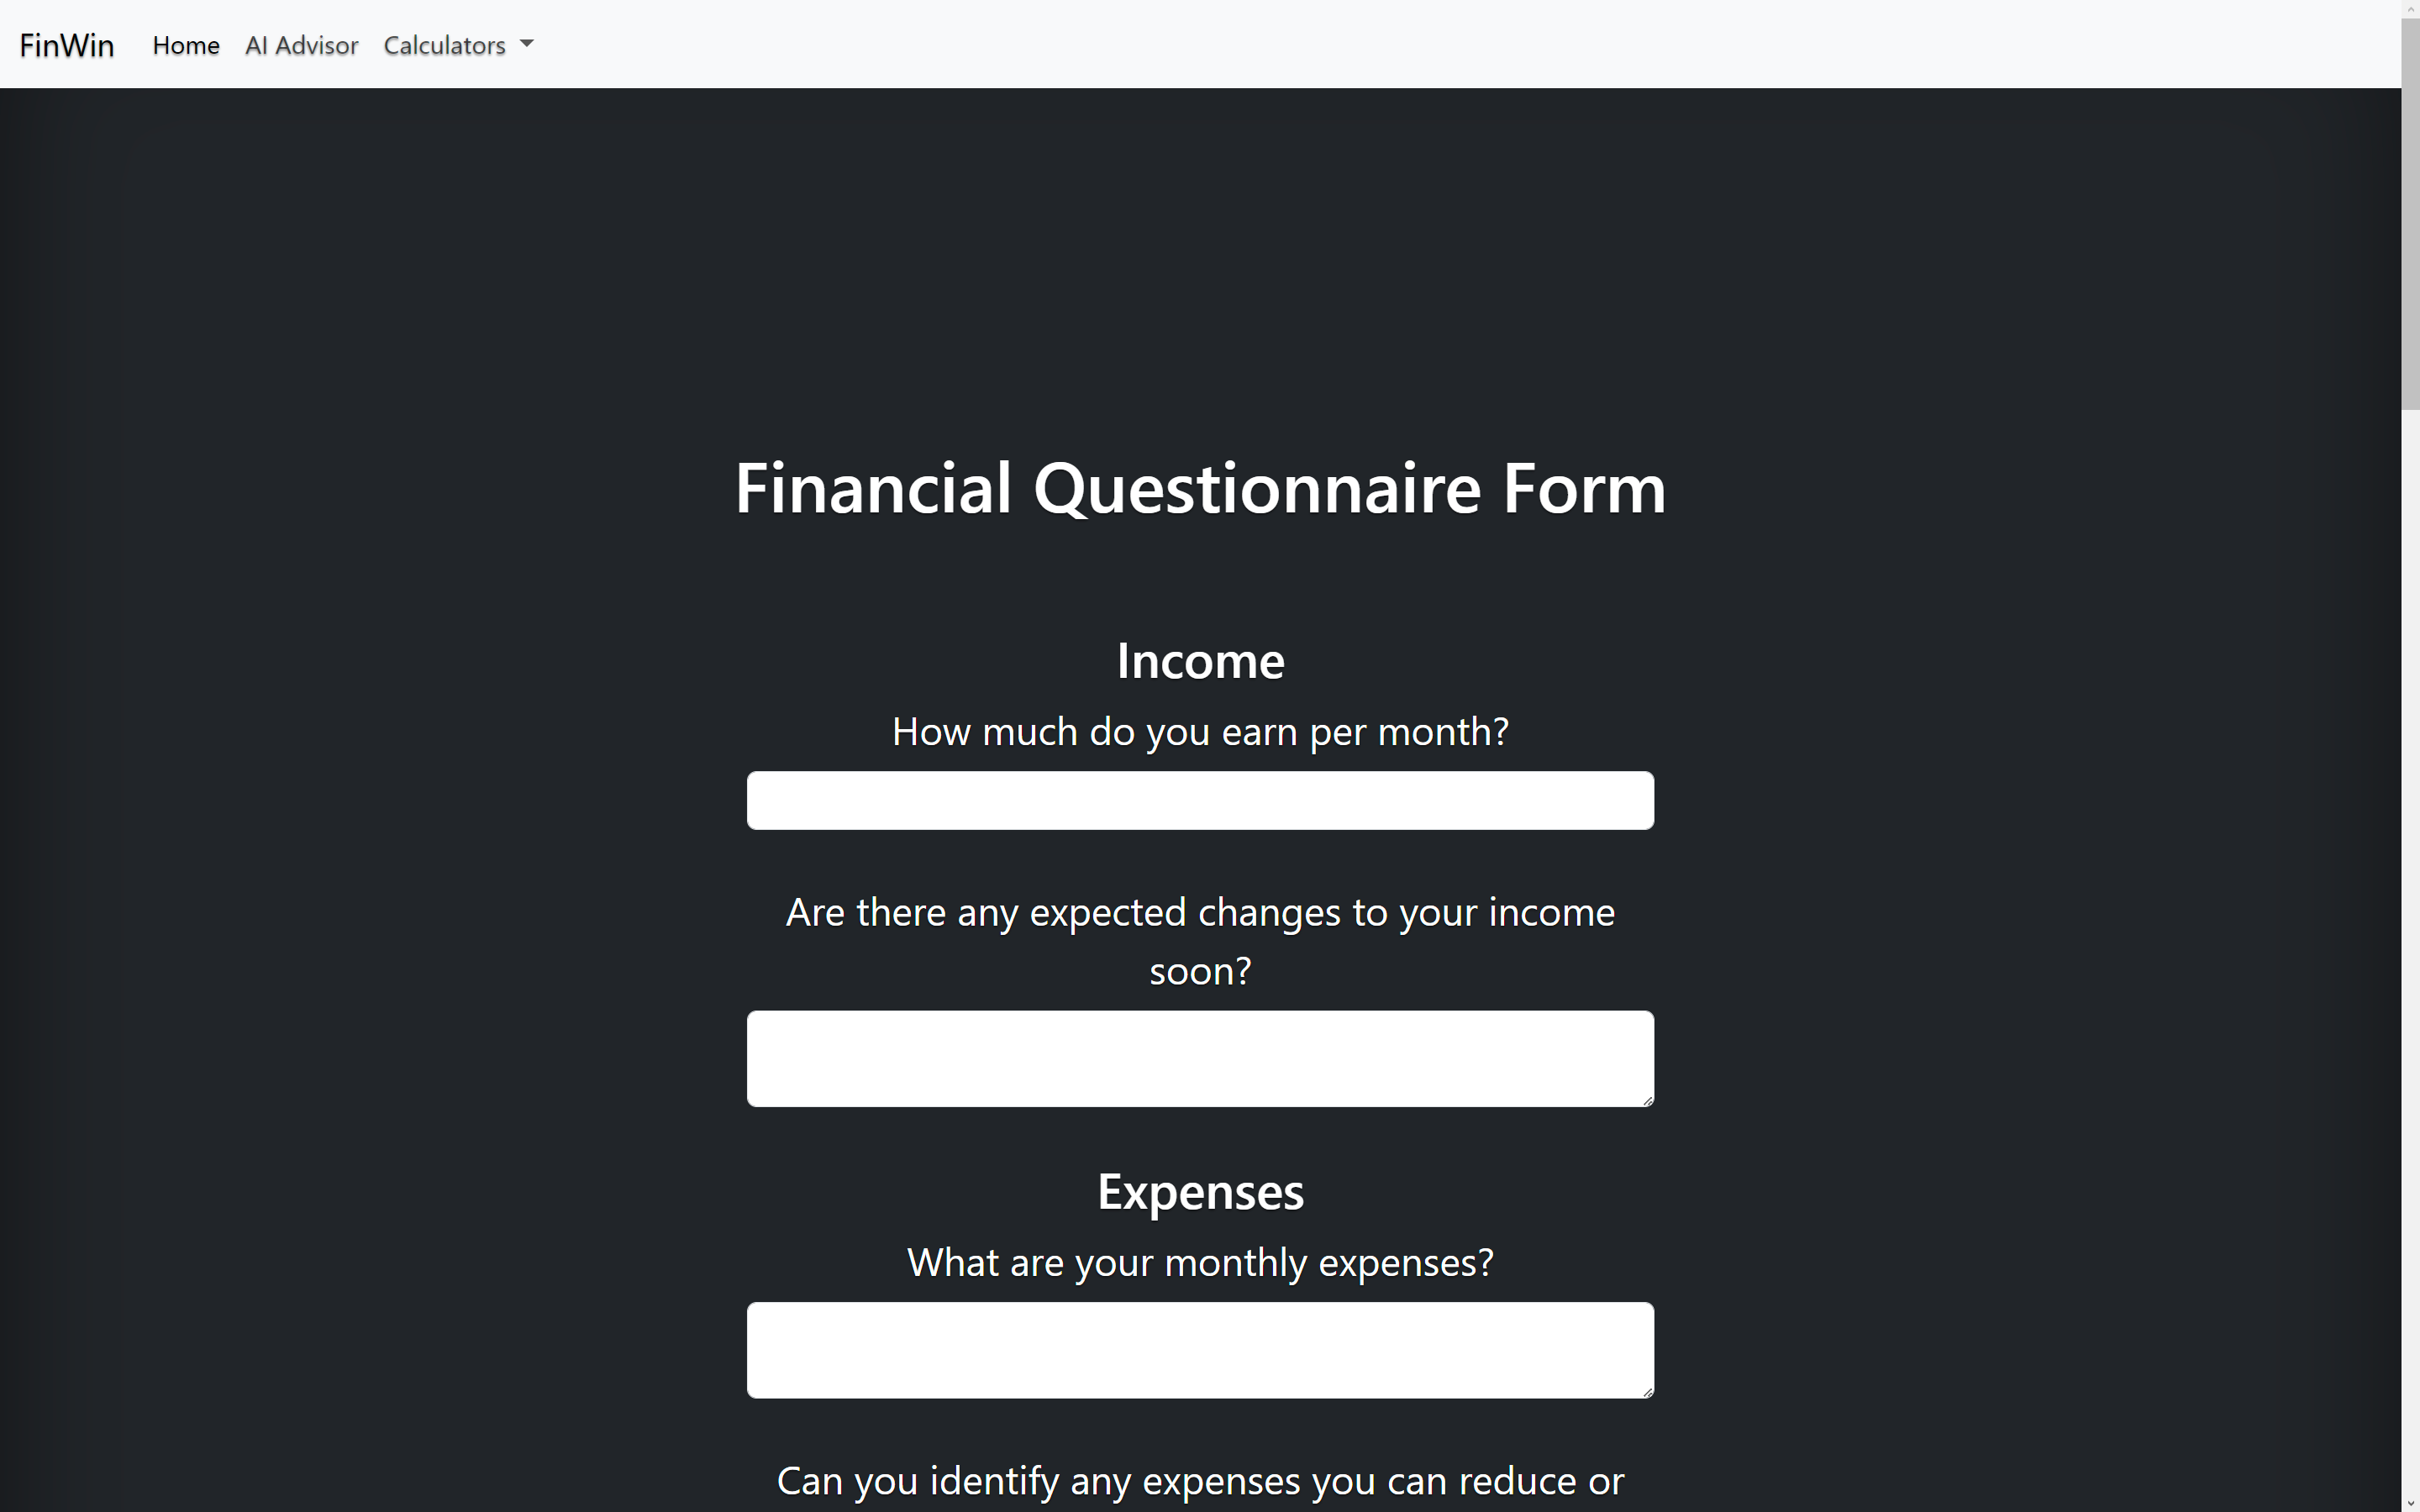 FinWin Home AI Advisor Calculators
Financial Questionnaire Form
Income
How much do you earn per month?
Are there any expected changes to your income
soon?
Expenses
What are your monthly expenses?
Can you identify any expenses you can reduce or